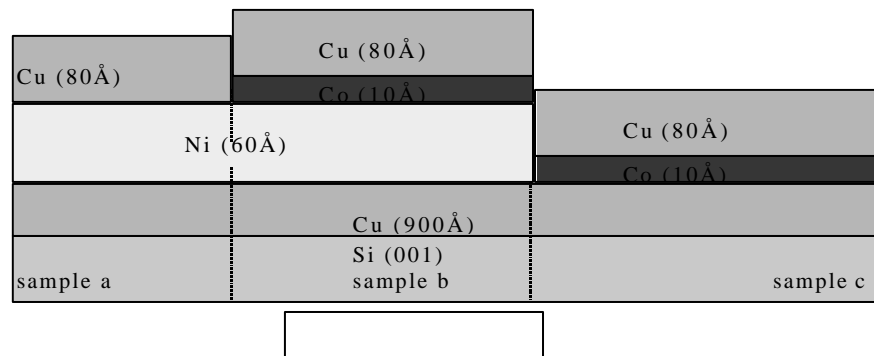 Cu (80Å)
Cu (80Å)
Co (10Å)
Ni (60Å)
Cu (80Å)
Co (10Å)
Cu (900Å)
Si (001)
sample a
sample b
sample c